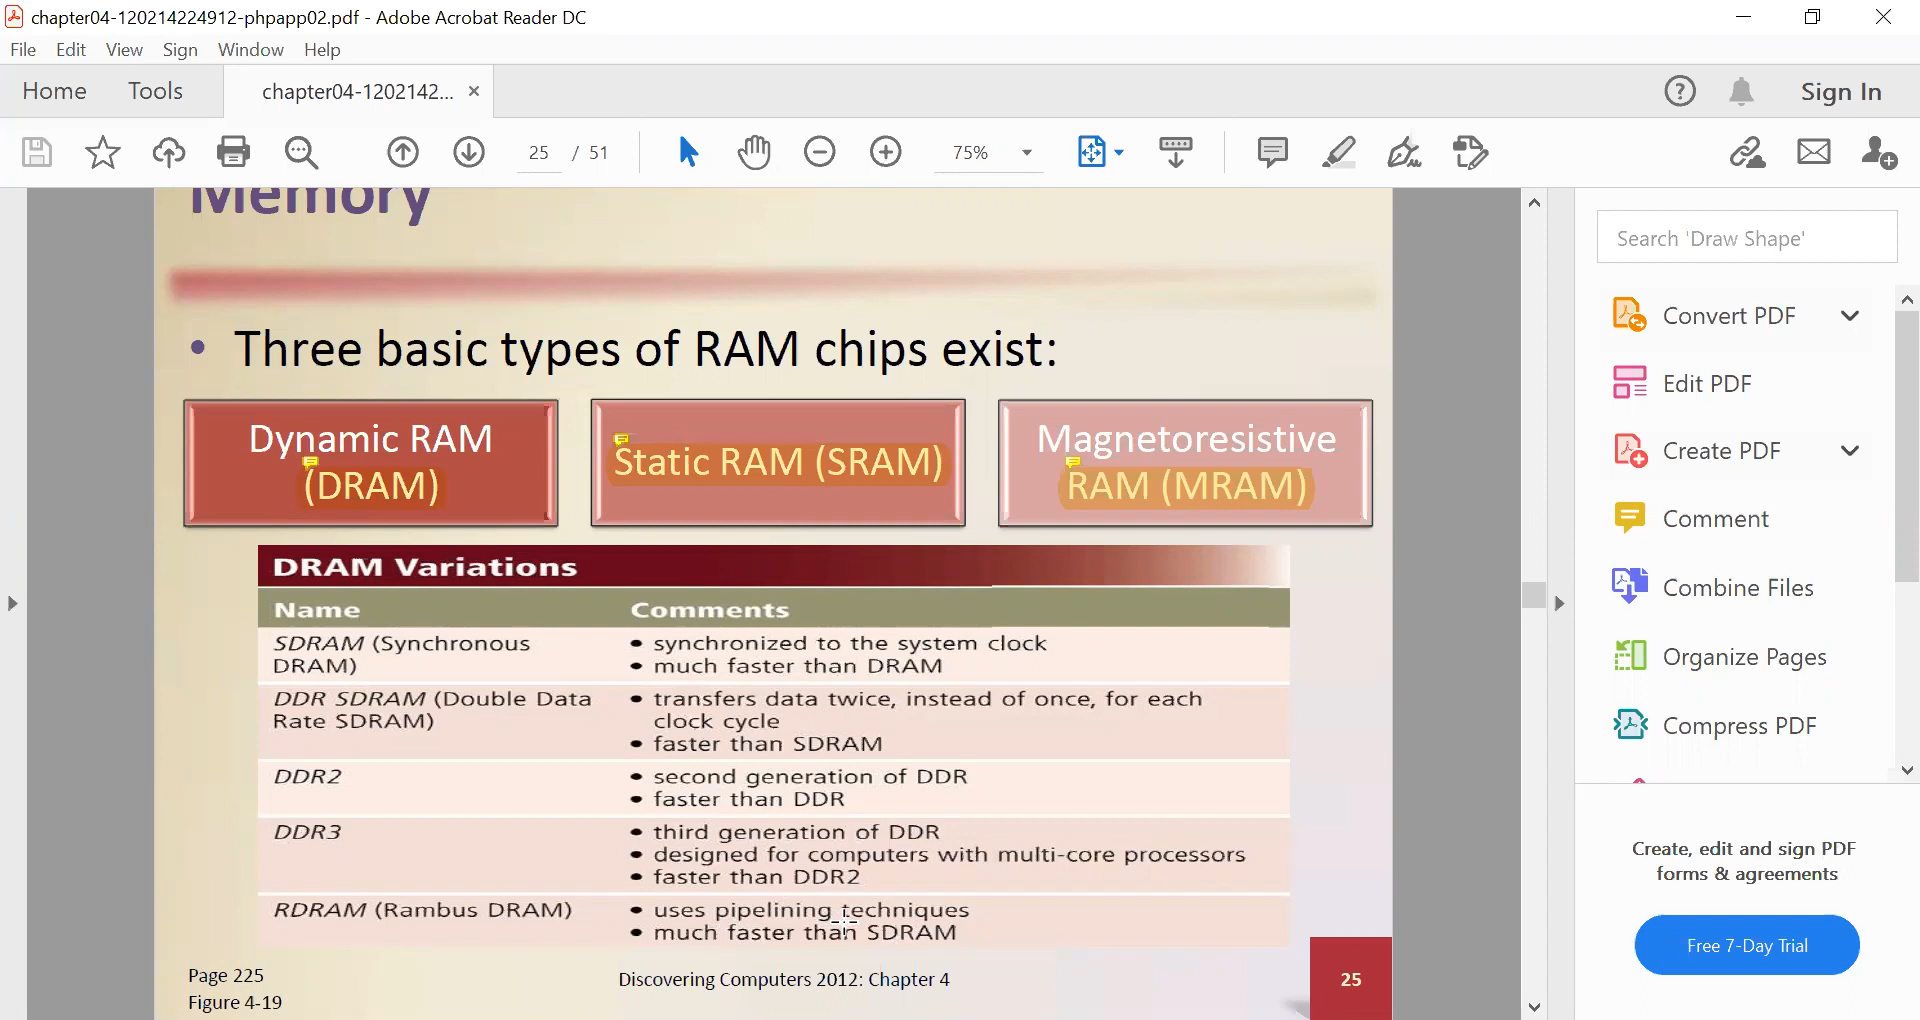 chapter04-120214224912-phpapp02.pdf - Adobe Acrobat Reader DC
File Edit View Sign Window Help
Home Tools chapter04-1202142... × Sign In
25 / 51 75%
Memory
• Three basic types of RAM chips exist:
Dynamic RAM
(DRAM)
Static RAM (SRAM)
Magnetoresistive
RAM (MRAM)
DRAM Variations
Name Comments
SDRAM (Synchronous
DRAM)
• synchronized to the system clock
• much faster than DRAM
DDR SDRAM (Double Data
Rate SDRAM)
• transfers data twice, instead of once, for each
clock cycle
• faster than SDRAM
DDR2
• second generation of DDR
• faster than DDR
DDR3
• third generation of DDR
• designed for computers with multi-core processors
• faster than DDR2
RDRAM (Rambus DRAM)
• uses pipelining techniques
• much faster than SDRAM
Page 225
Figure 4-19
Discovering Computers 2012: Chapter 4
25
Search 'Draw Shape'
Convert PDF
Edit PDF
Create PDF
Comment
Combine Files
Organize Pages
Compress PDF
Create, edit and sign PDF
forms & agreements
Free 7-Day Trial